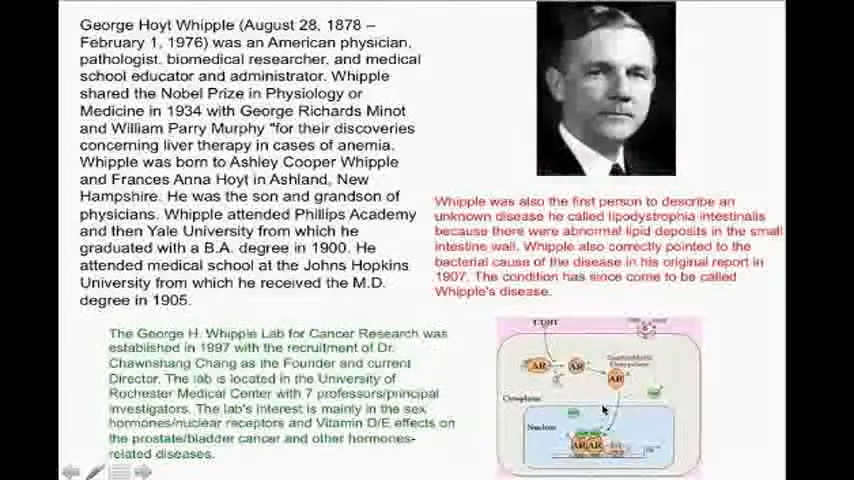 George Hoyt Whipple (August 28, 1878 –
February 1, 1976) was an American physician,
pathologist, biomedical researcher, and medical
school educator and administrator. Whipple
shared the Nobel Prize in Physiology or
Medicine in 1934 with George Richards Minot
and William Parry Murphy "for their discoveries
concerning liver therapy in cases of anemia.
Whipple was born to Ashley Cooper Whipple
and Frances Anna Hoyt in Ashland, New
Hampshire. He was the son and grandson of
physicians. Whipple attended Phillips Academy
and then Yale University from which he
graduated with a B.A. degree in 1900. He
attended medical school at the Johns Hopkins
University from which he received the M.D.
degree in 1905.
Whipple was also the first person to describe an
unknown disease he called lipodystrophia intestinalis
because there were abnormal lipid deposits in the small
intestine wall. Whipple also correctly pointed to the
bacterial cause of the disease in his original report in
1907. The condition has since come to be called
Whipple's disease.
The George H. Whipple Lab for Cancer Research was
established in 1997 with the recruitment of Dr.
Chawnshang Chang as the Founder and current
Director. The lab is located in the University of
Rochester Medical Center with 7 professors/principal
investigators. The lab's interest is mainly in the sex
hormones/nuclear receptors and Vitamin D/E effects on
the prostate/bladder cancer and other hormones-
related diseases.
AR
AR
AR
Cytoplasm
Nucleus
ARAR